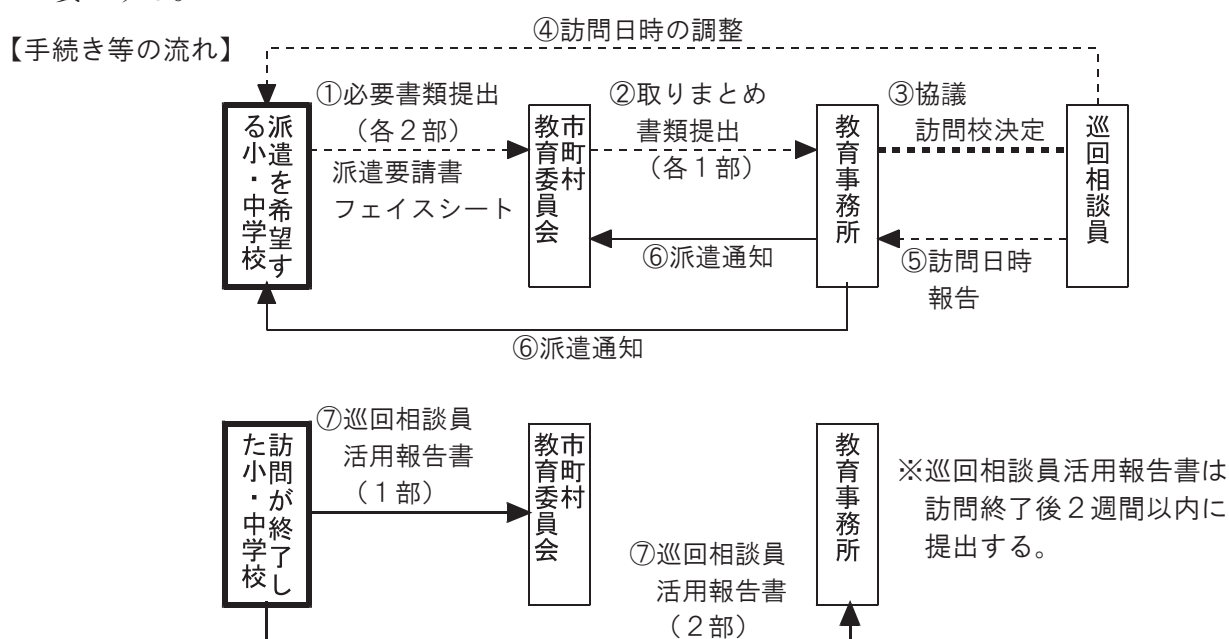 【手続き等の流れ】
④訪問日時の調整
派遣を希望す
る小・中学校
①必要書類提出
（各２部）
派遣要請書
フェイスシート
市町村
教育委員会
②取りまとめ
書類提出
（各１部）
教育事務所
③協議
訪問校決定
巡回相談員
⑥派遣通知
⑤訪問日時
報告
⑥派遣通知
訪問が終了し
た小・中学校
⑦巡回相談員
活用報告書
（１部）
市町村
教育委員会
教育事務所
※巡回相談員活用報告書は
訪問終了後２週間以内に
提出する。
⑦巡回相談員
活用報告書
（２部）